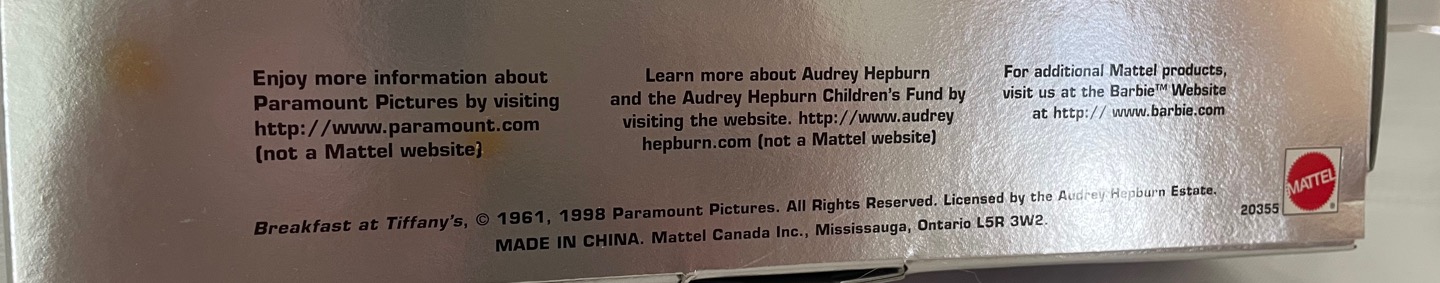 Enjoy more information about
Paramount Pictures by visiting
http://www.paramount.com
(not a Mattel website)
Learn more about Audrey Hepburn
and the Audrey Hepburn Children's Fund by
visiting the website. http://www.audrey
hepburn.com (not a Mattel website)
For additional Mattel products,
visit us at the Barbie™ Website
at http:// www.barbie.com
Breakfast at Tiffany's, © 1961, 1998 Paramount Pictures. All Rights Reserved. Licensed by the Audrey Hepburn Estate.
MADE IN CHINA. Mattel Canada Inc., Mississauga, Ontario L5R 3W2.
20355
MATTEL
®